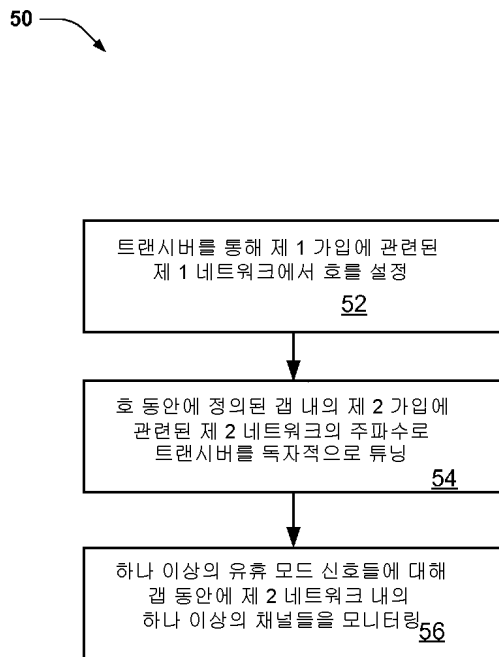 50
트랜시버를 통해 제 1 가입에 관련된
제 1 네트워크에서 호를 설정
52
호 동안에 정의된 갭 내의 제 2 가입에
관련된 제 2 네트워크의 주파수로
트랜시버를 독자적으로 튜닝
54
하나 이상의 유휴 모드 신호들에 대해
갭 동안에 제 2 네트워크 내의
하나 이상의 채널들을 모니터링
56